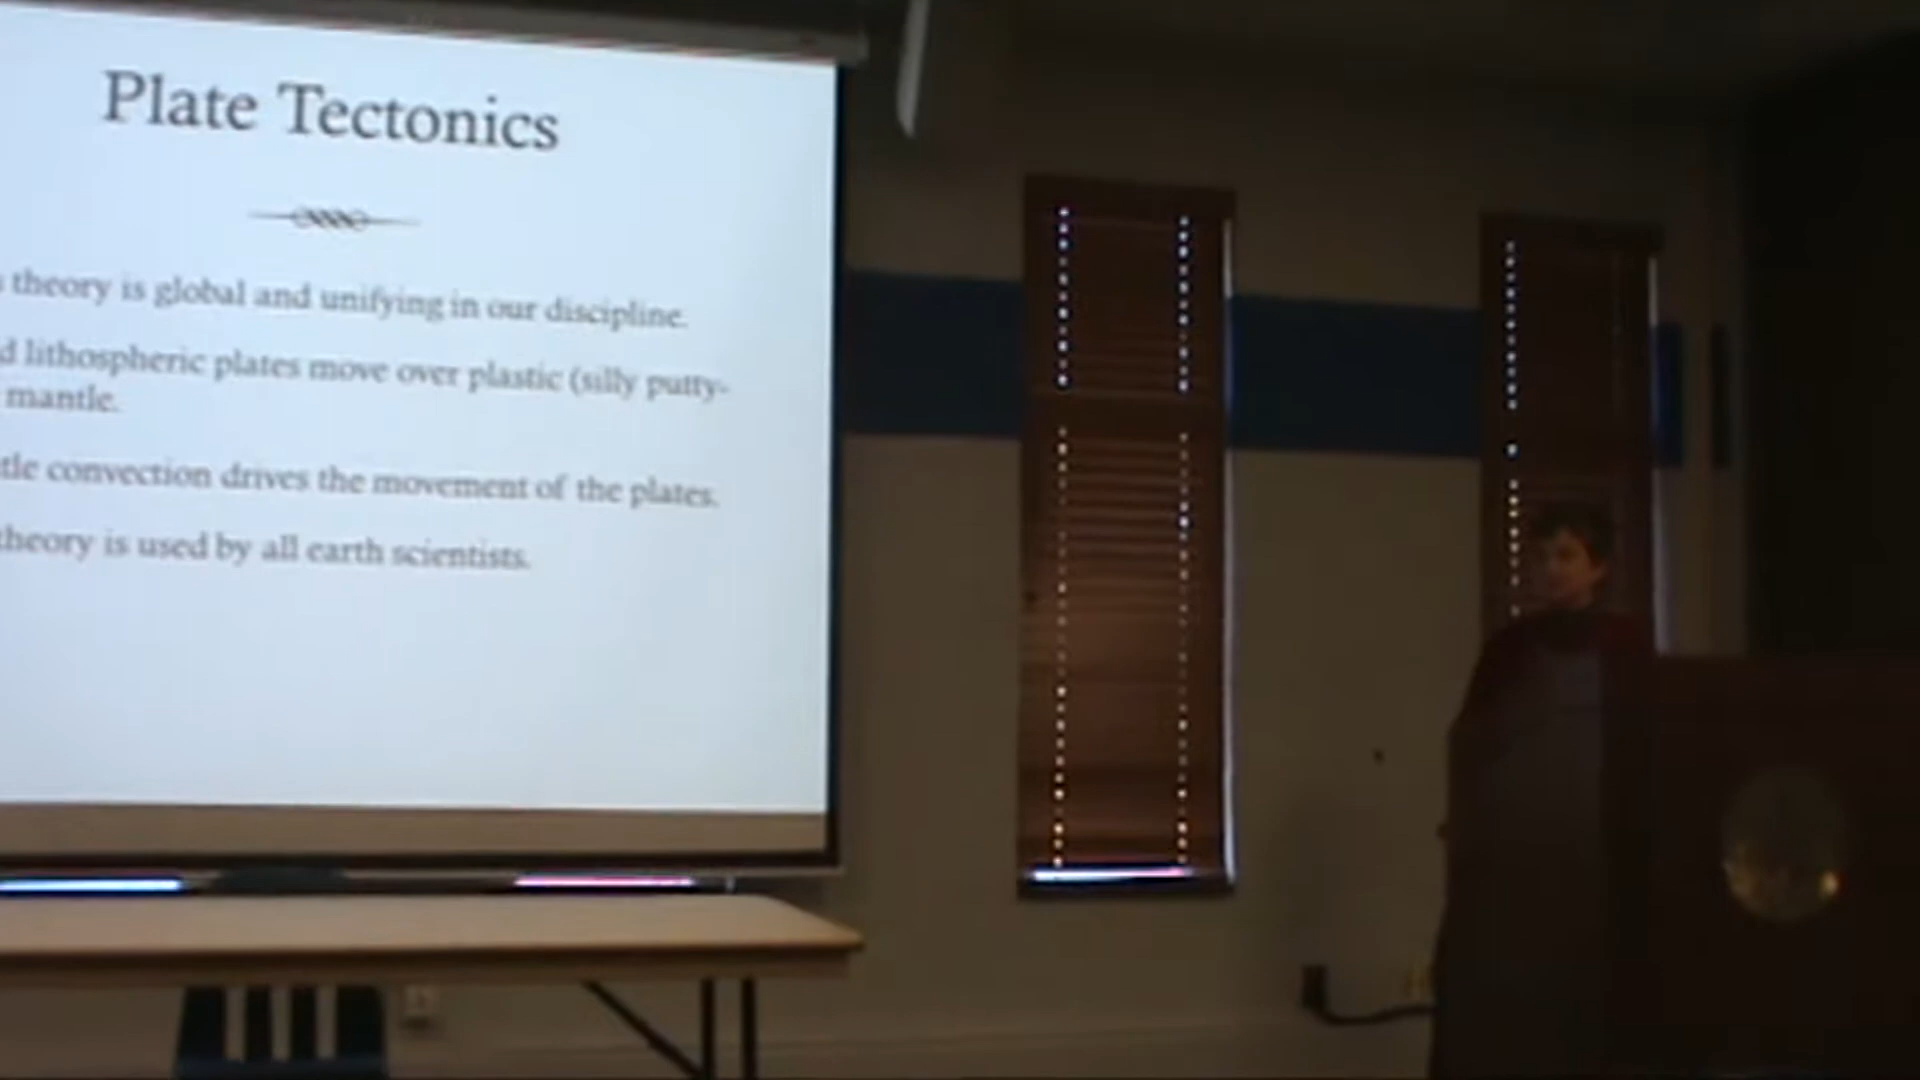 Plate Tectonics
theory is global and unifying in our discipline.
lithospheric plates move over plastic (silly putty-
mantle.
tle convection drives the movement of the plates.
theory is used by all earth scientists.